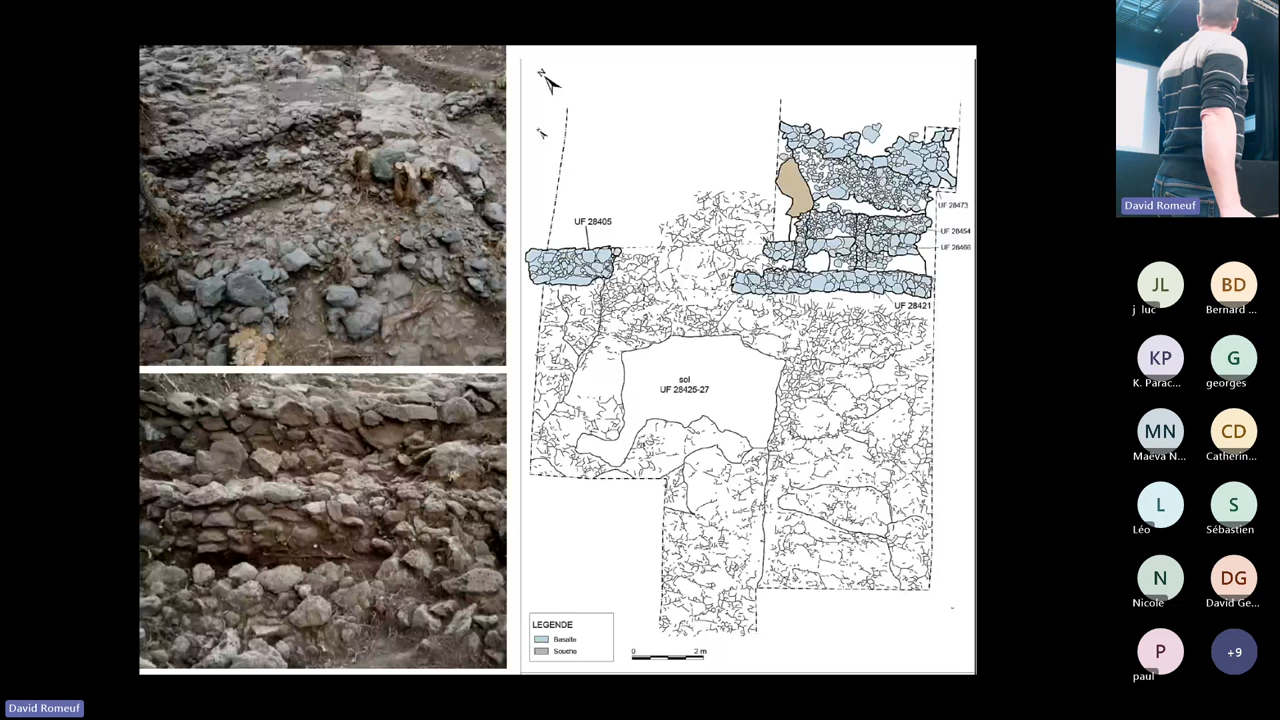 N
UF 28405
UF 28473
UF 28454
UF 28466
UF 28421
sol
UF 28425-27
LEGENDE
Basalte
Souche
0 2 m
David Romeuf
JL
j luc
BD
Bernard ...
KP
K. Parac...
G
georges
MN
Maëva N...
CD
Catherin...
L
Léo
S
Sébastien
N
Nicole
DG
David Ge...
P
paul
+9
David Romeuf